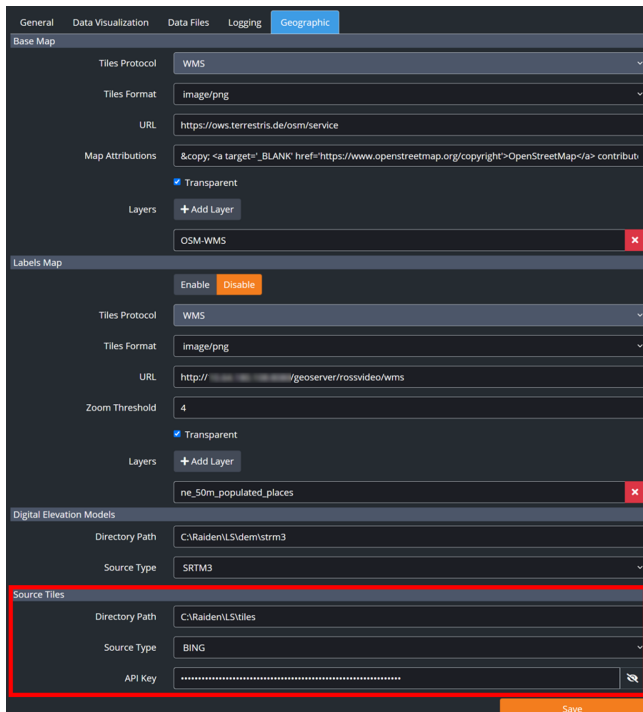 General Data Visualization Data Files Logging Geographic
Base Map
Tiles Protocol WMS
Tiles Format image/png
URL https://ows.terrestris.de/osm/service
Map Attributions &copy; <a target='_BLANK' href='https://www.openstreetmap.org/copyright'>OpenStreetMap</a> contribut
Transparent
Layers + Add Layer
OSM-WMS
Labels Map
Enable Disable
Tiles Protocol WMS
Tiles Format image/png
URL http:// /geoserver/rossvideo/wms
Zoom Threshold 4
Transparent
Layers + Add Layer
ne_50m_populated_places
Digital Elevation Models
Directory Path C:\Raiden\LS\dem\strm3
Source Type SRTM3
Source Tiles
Directory Path C:\Raiden\LS\tiles
Source Type BING
API Key
Save